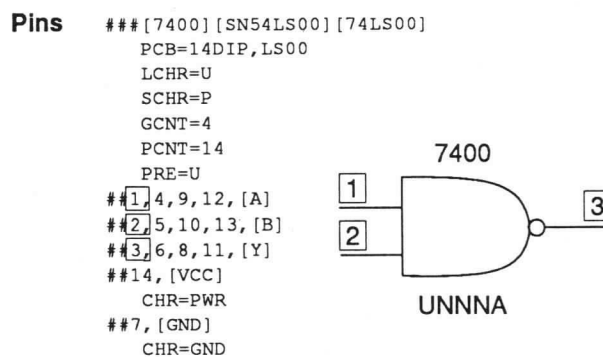 Pins
###[7400][SN54LS00][74LS00]
PCB=14DIP,LS00
LCHR=U
SCHR=P
GCNT=4
PCNT=14
PRE=U
##1,4,9,12,[A]
##2,5,10,13,[B]
##3,6,8,11,[Y]
##14,[VCC]
CHR=PWR
##7,[GND]
CHR=GND
7400
1
2
3
UNNNA